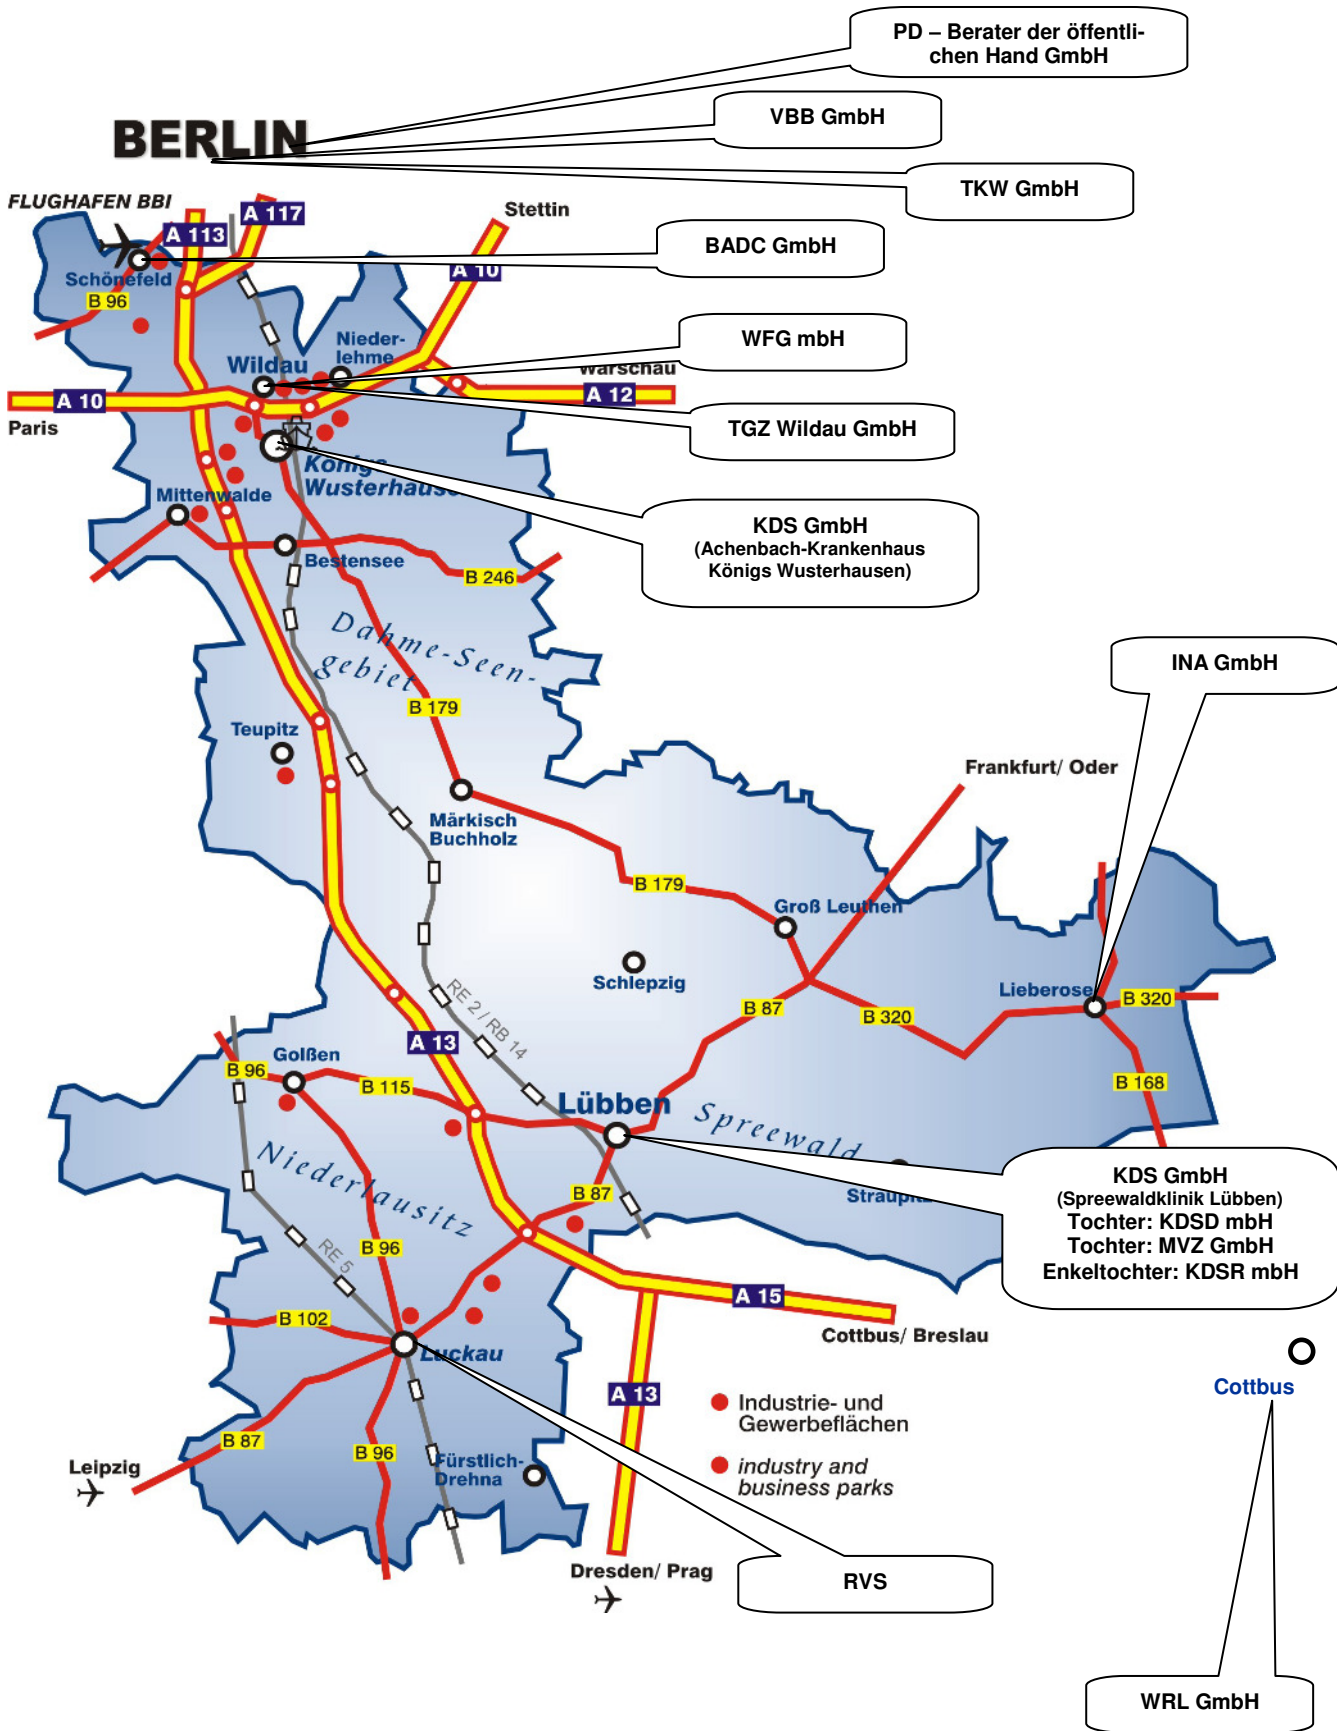 PD – Berater der öffentli-
chen Hand GmbH
VBB GmbH
BERLIN
TKW GmbH
FLUGHAFEN BBI
A 117
Stettin
A 113
BADC GmbH
A 10
Schönefeld
B 96
WFG mbH
Nieder-
lehme
Wildau
Warschau
A 10
A 12
Paris
TGZ Wildau GmbH
Königs
Wusterhause
Mittenwalde
KDS GmbH
(Achenbach-Krankenhaus
Königs Wusterhausen)
Bestensee
B 246
Dahme-Seen-
gebiet
INA GmbH
B 179
Teupitz
Frankfurt/ Oder
Märkisch
Buchholz
B 179
Groß Leuthen
Schlepzig
Lieberose
B 320
RE 2 / RB 14
B 87
B 320
A 13
Golßen
B 96
B 115
B 168
Lübben
Spreewald
Niederlausitz
KDS GmbH
(Spreewaldklinik Lübben)
Tochter: KDSD mbH
Tochter: MVZ GmbH
Enkeltochter: KDSR mbH
B 87
Straupit
B 96
RE 5
A 15
B 102
Cottbus/ Breslau
Luckau
Cottbus
A 13
Industrie- und
Gewerbeflächen
B 87
B 96
Leipzig
Fürstlich-
Drehna
industry and
business parks
Dresden/ Prag
RVS
WRL GmbH